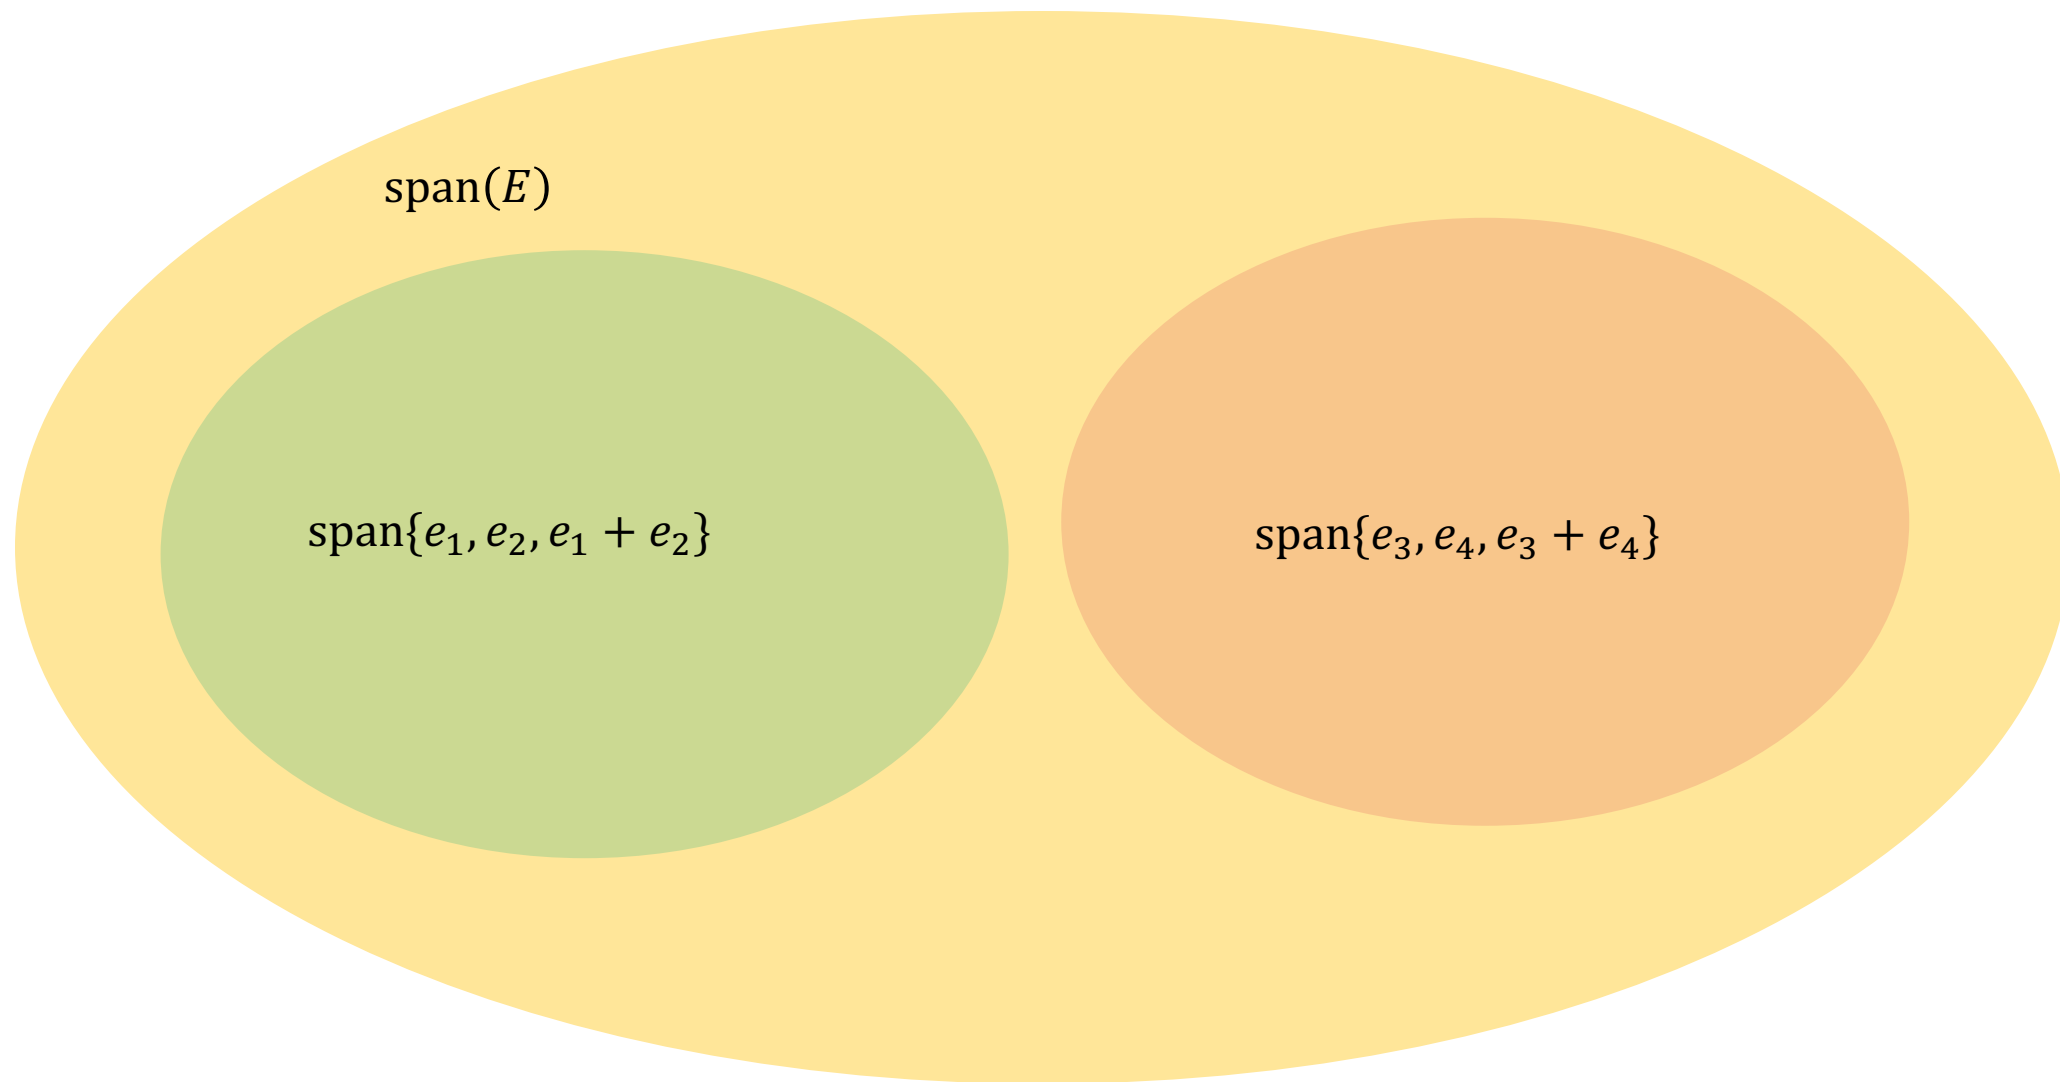 span(E)
span{e₁, e₂, e₁ + e₂}
span{e₃, e₄, e₃ + e₄}